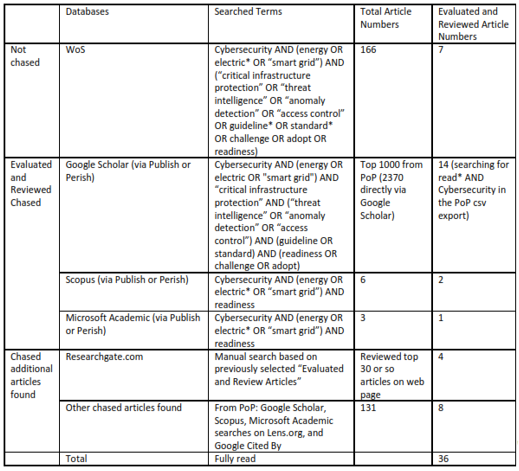 Databases
Searched Terms
Total Article
Numbers
Evaluated and
Reviewed Article
Numbers
Not
chased
WoS
Cybersecurity AND (energy OR
electric* OR “smart grid”) AND
(“critical infrastructure
protection” OR “threat
intelligence” OR “anomaly
detection” OR “access control”
OR guideline* OR standard*
OR challenge OR adopt OR
readiness)
166
7
Evaluated
and
Reviewed
Chased
Google Scholar (via Publish or
Perish)
Cybersecurity AND (energy OR
electric OR "smart grid") AND
“critical infrastructure
protection” AND (“threat
intelligence” OR “anomaly
detection” OR “access
control”) AND (guideline OR
standard) AND (readiness OR
challenge OR adopt)
Top 1000 from
PoP (2370
directly via
Google
Scholar)
14 (searching for
read* AND
Cybersecurity in
the PoP csv
export)
Scopus (via Publish or Perish)
Cybersecurity AND (energy OR
electric* OR “smart grid”) AND
readiness
6
2
Microsoft Academic (via Publish
or Perish)
Cybersecurity AND (energy OR
electric* OR “smart grid”) AND
readiness
3
1
Chased
additional
articles
found
Researchgate.com
Manual search based on
previously selected “Evaluated
and Review Articles”
Reviewed top
30 or so
articles on web
page
4
Other chased articles found
From PoP: Google Scholar,
Scopus, Microsoft Academic
searches on Lens.org, and
Google Cited By
131
8
Total
Fully read
36